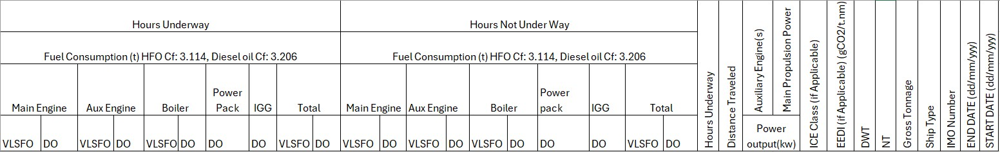 Hours Underway
Hours Not Under Way
Fuel Consumption (t) HFO Cf: 3.114, Diesel oil Cf: 3.206
Fuel Consumption (t) HFO Cf: 3.114, Diesel oil Cf: 3.206
Main Engine
Aux Engine
Boiler
Power
Pack
IGG
Total
Main Engine
Aux Engine
Boiler
Power
pack
IGG
Total
VLSFO
DO
VLSFO
DO
VLSFO
DO
DO
DO
VLSFO
DO
VLSFO
DO
VLSFO
DO
VLSFO
DO
DO
DO
VLSFO
DO
Hours Underway
Distance Traveled
Auxiliary Engine(s)
Main Propulsion Power
Power
output(kw)
ICE Class (if Applicable)
EEDI (if Applicable) (gCO2/t.nm)
DWT
NT
Gross Tonnage
Ship Type
IMO Number
END DATE (dd/mm/yy)
START DATE (dd/mm/yy)